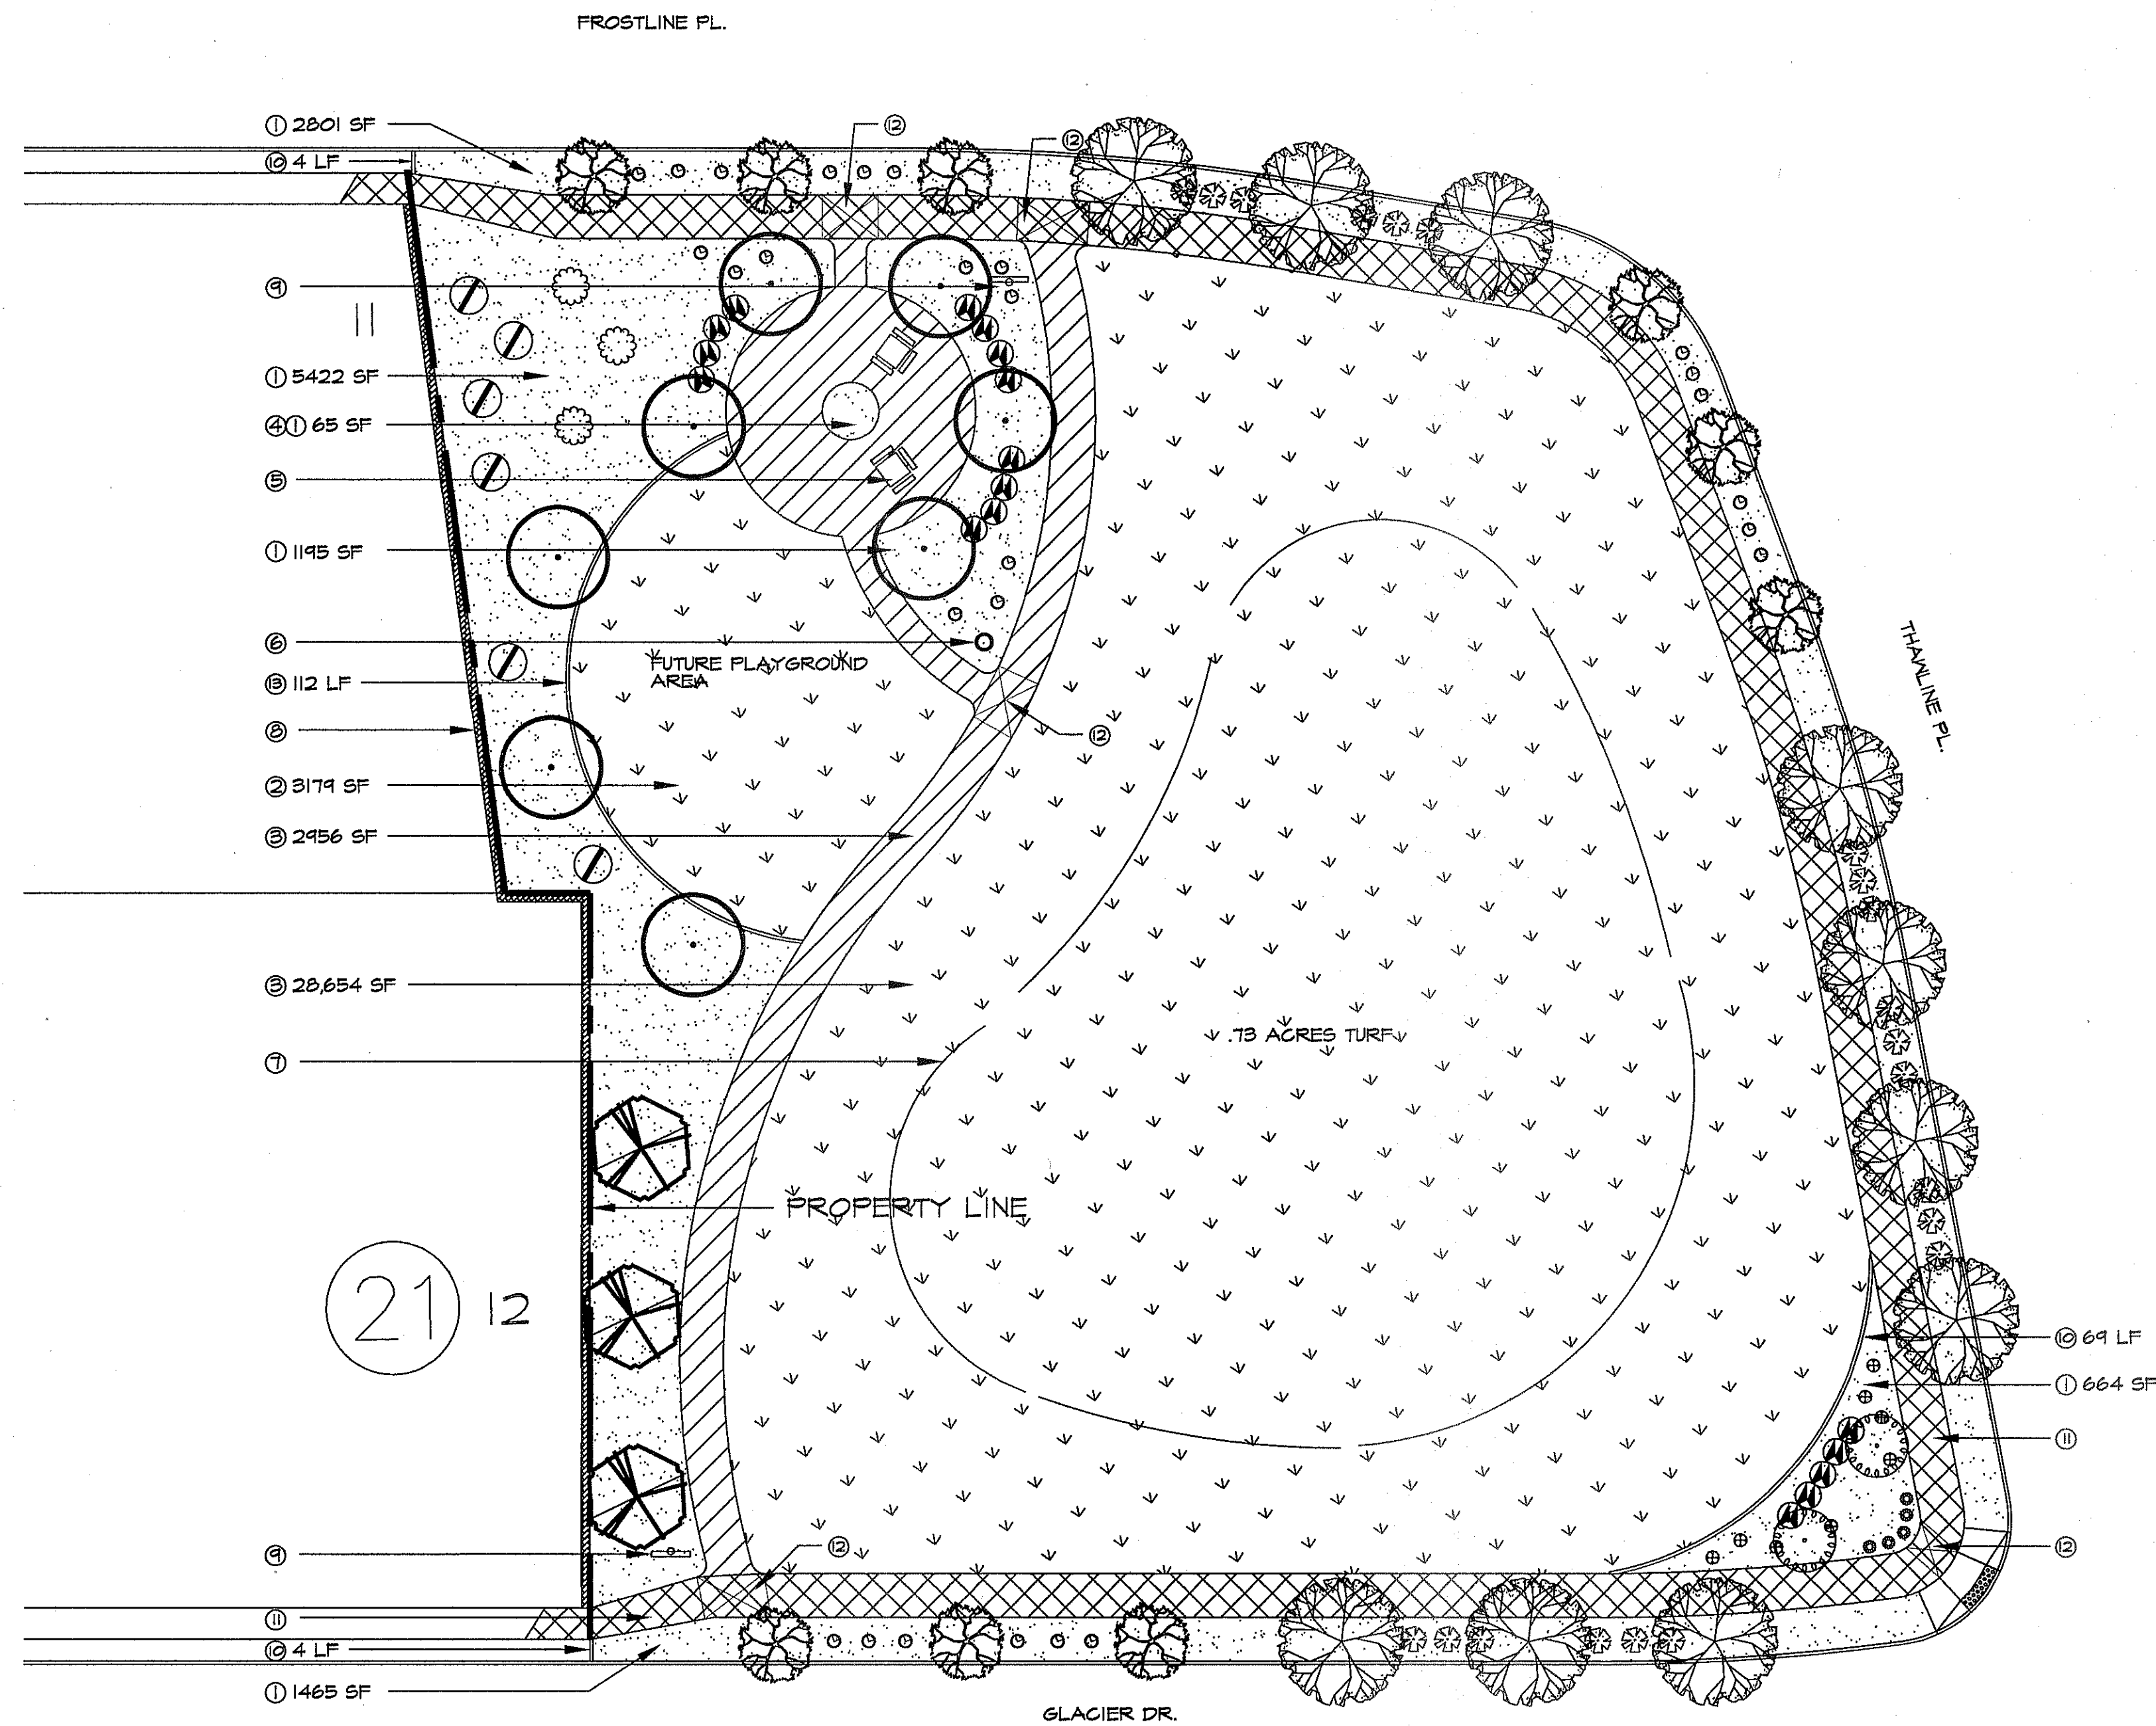 FROSTLINE PL.
① 2801 SF
⑫
⑩ 4 LF
⑫
⑨
11
① 5422 SF
④① 65 SF
⑤
① 1195 SF
⑥
FUTURE PLAYGROUND
AREA
THAWLINE PL.
⑬ 112 LF
⑧
⑫
② 3179 SF
③ 2956 SF
③ 28,654 SF
.73 ACRES TURF
⑦
PROPERTY LINE
21
12
⑩ 69 LF
① 664 SF
⑪
⑨
⑫
⑫
⑪
⑩ 4 LF
① 1465 SF
GLACIER DR.